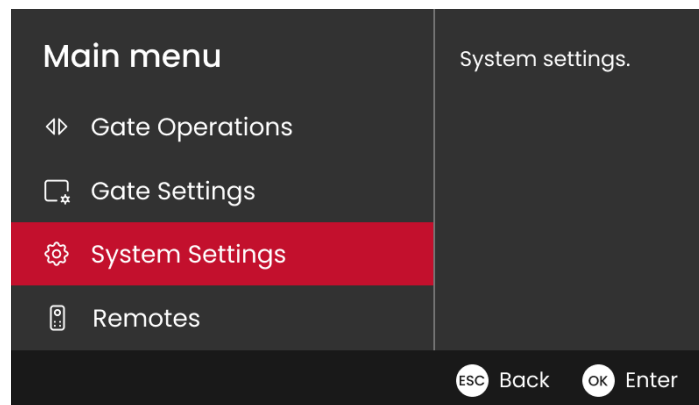 Main menu
System settings.
Gate Operations
Gate Settings
System Settings
Remotes
ESC Back OK Enter